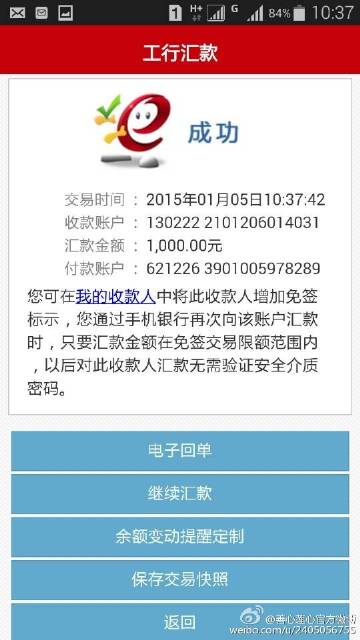 1 H+ G 84% 10:37
工行汇款
成功
交易时间 : 2015年01月05日10:37:42
收款账户 : 130222 2101206014031
汇款金额 : 1,000.00元
付款账户 : 621226 3901005978289
您可在我的收款人中将此收款人增加免签
标示，您通过手机银行再次向该账户汇款
时，只要汇款金额在免签交易限额范围内
，以后对此收款人汇款无需验证安全介质
密码。
电子回单
继续汇款
余额变动提醒定制
保存交易快照
返回
@善心莲心官方微博
weibo.com/u/2405056755